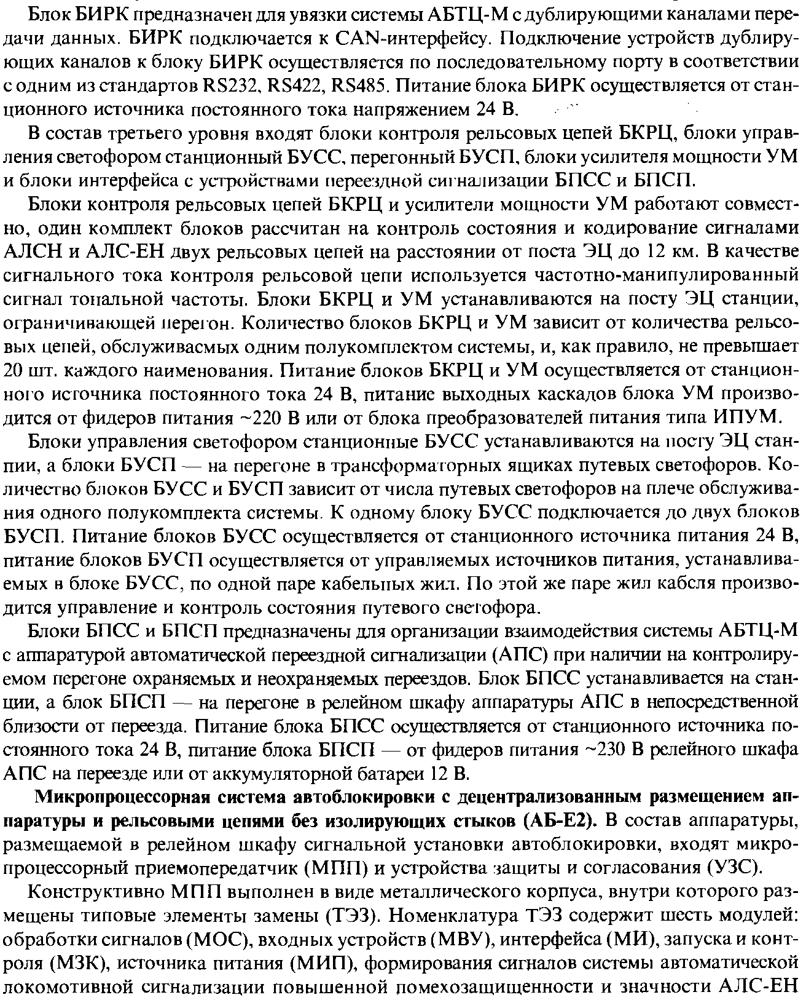 Блок БИРК предназначен для увязки системы АБТЦ-М с дублирующими каналами пере-
дачи данных. БИРК подключается к CAN-интерфейсу. Подключение устройств дублиру-
ющих каналов к блоку БИРК осуществляется по последовательному порту в соответствии
с одним из стандартов RS232, RS422, RS485. Питание блока БИРК осуществляется от стан-
ционного источника постоянного тока напряжением 24 В.
В состав третьего уровня входят блоки контроля рельсовых цепей БКРЦ, блоки управ-
ления светофором станционный БУСС, перегонный БУСП, блоки усилителя мощности УМ
и блоки интерфейса с устройствами переездной сигнализации БПСС и БПСП.
Блоки контроля рельсовых цепей БКРЦ и усилители мощности УМ работают совмест-
но, один комплект блоков рассчитан на контроль состояния и кодирование сигналами
АЛСН и АЛС-ЕН двух рельсовых цепей на расстоянии от поста ЭЦ до 12 км. В качестве
сигнального тока контроля рельсовой цепи используется частотно-манипулированный
сигнал тональной частоты. Блоки БКРЦ и УМ устанавливаются на посту ЭЦ станции,
ограничивающей перегон. Количество блоков БКРЦ и УМ зависит от количества рельсо-
вых цепей, обслуживаемых одним полукомплектом системы, и, как правило, не превышает
20 шт. каждого наименования. Питание блоков БКРЦ и УМ осуществляется от станцион-
ного источника постоянного тока 24 В, питание выходных каскадов блока УМ произво-
дится от фидеров питания ~220 В или от блока преобразователей питания типа ИПУМ.
Блоки управления светофором станционные БУСС устанавливаются на посту ЭЦ стан-
ции, а блоки БУСП — на перегоне в трансформаторных ящиках путевых светофоров. Ко-
личество блоков БУСС и БУСП зависит от числа путевых светофоров на плече обслужива-
ния одного полукомплекта системы. К одному блоку БУСС подключается до двух блоков
БУСП. Питание блоков БУСС осуществляется от станционного источника питания 24 В,
питание блоков БУСП осуществляется от управляемых источников питания, устанавлива-
емых в блоке БУСС, по одной паре кабельных жил. По этой же паре жил кабеля произво-
дится управление и контроль состояния путевого светофора.
Блоки БПСС и БПСП предназначены для организации взаимодействия системы АБТЦ-М
с аппаратурой автоматической переездной сигнализации (АПС) при наличии на контролиру-
емом перегоне охраняемых и неохраняемых переездов. Блок БПСС устанавливается на стан-
ции, а блок БПСП — на перегоне в релейном шкафу аппаратуры АПС в непосредственной
близости от переезда. Питание блока БПСС осуществляется от станционного источника по-
стоянного тока 24 В, питание блока БПСП — от фидеров питания ~230 В релейного шкафа
АПС на переезде или от аккумуляторной батареи 12 В.
Микропроцессорная система автоблокировки с децентрализованным размещением ап-
паратуры и рельсовыми цепями без изолирующих стыков (АБ-Е2). В состав аппаратуры,
размещаемой в релейном шкафу сигнальной установки автоблокировки, входят микро-
процессорный приемопередатчик (МПП) и устройства защиты и согласования (УЗС).
Конструктивно МПП выполнен в виде металлического корпуса, внутри которого раз-
мещены типовые элементы замены (ТЭЗ). Номенклатура ТЭЗ содержит шесть модулей:
обработки сигналов (МОС), входных устройств (МВУ), интерфейса (МИ), запуска и конт-
роля (МЗК), источника питания (МИП), формирования сигналов системы автоматической
локомотивной сигнализации повышенной помехозащищенности и значности АЛС-ЕН